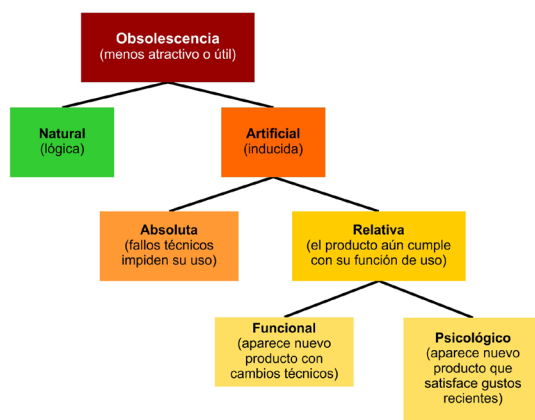 Obsolescencia
(menos atractivo o útil)
Natural
(lógica)
Artificial
(inducida)
Absoluta
(fallos técnicos
impiden su uso)
Relativa
(el producto aún cumple
con su función de uso)
Funcional
(aparece nuevo
producto con
cambios técnicos)
Psicológico
(aparece nuevo
producto que
satisface gustos
recientes)